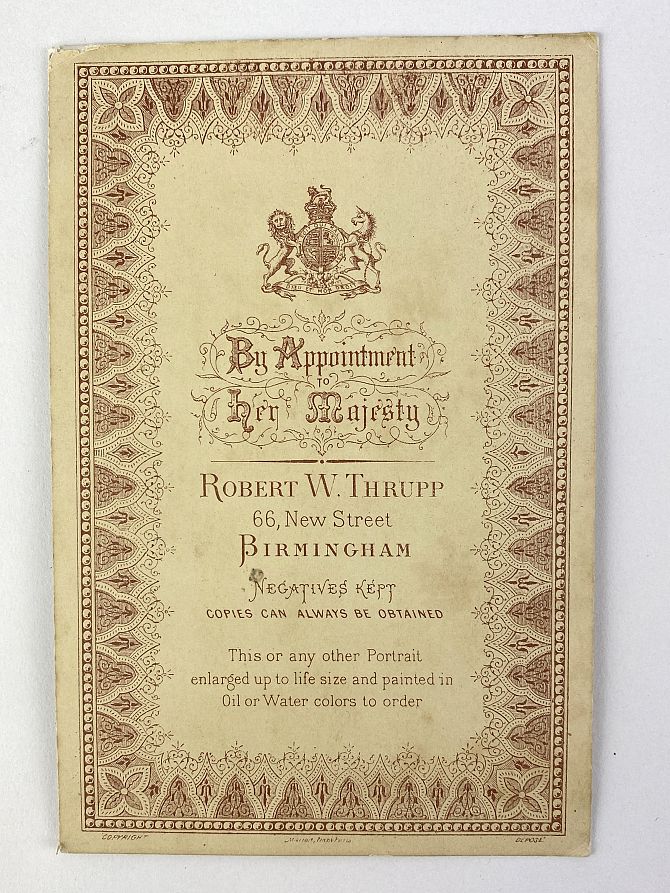 By Appointment
TO
Her Majesty
ROBERT W. THRUPP
66, New Street
BIRMINGHAM
NEGATIVES KEPT
COPIES CAN ALWAYS BE OBTAINED
This or any other Portrait
enlarged up to life size and painted in
Oil or Water colors to order
COPYRIGHT
DEPOSÉ